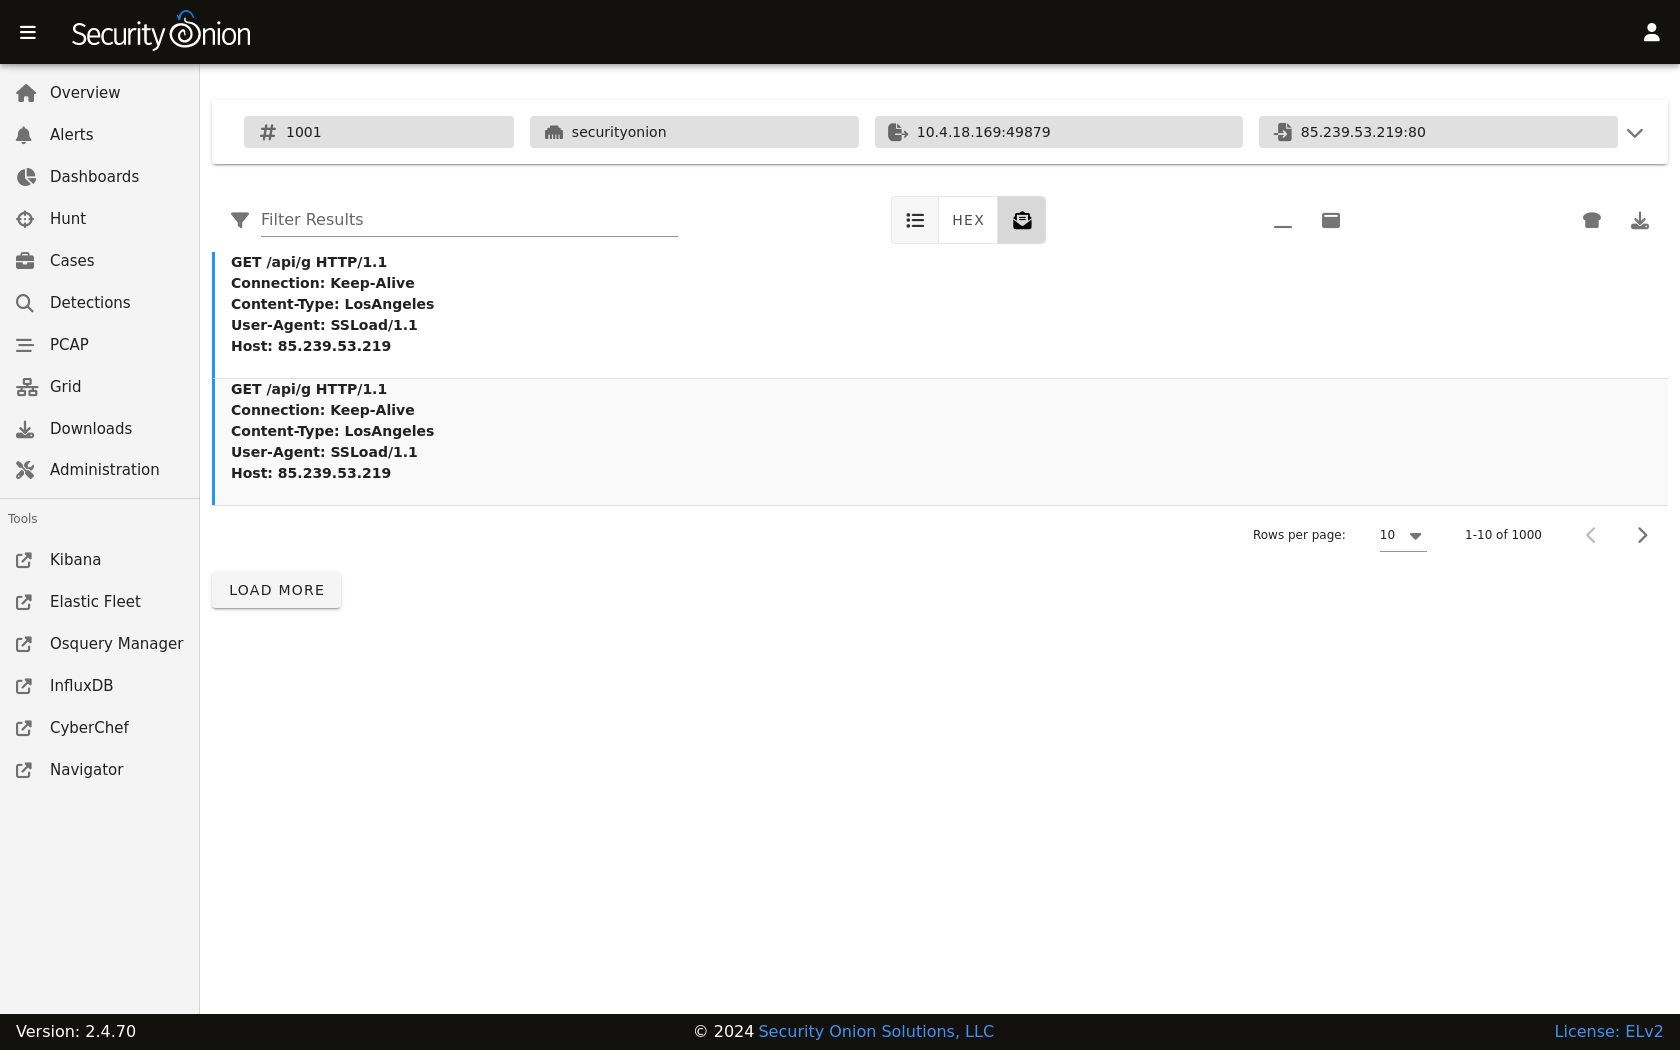 Security Onion
Overview
Alerts
Dashboards
Hunt
Cases
Detections
PCAP
Grid
Downloads
Administration
Tools
Kibana
Elastic Fleet
Osquery Manager
InfluxDB
CyberChef
Navigator
1001
securityonion
10.4.18.169:49879
85.239.53.219:80
Filter Results
HEX
GET /api/g HTTP/1.1
Connection: Keep-Alive
Content-Type: LosAngeles
User-Agent: SSLoad/1.1
Host: 85.239.53.219
GET /api/g HTTP/1.1
Connection: Keep-Alive
Content-Type: LosAngeles
User-Agent: SSLoad/1.1
Host: 85.239.53.219
Rows per page: 10 1-10 of 1000
LOAD MORE
Version: 2.4.70
© 2024 Security Onion Solutions, LLC
License: ELv2